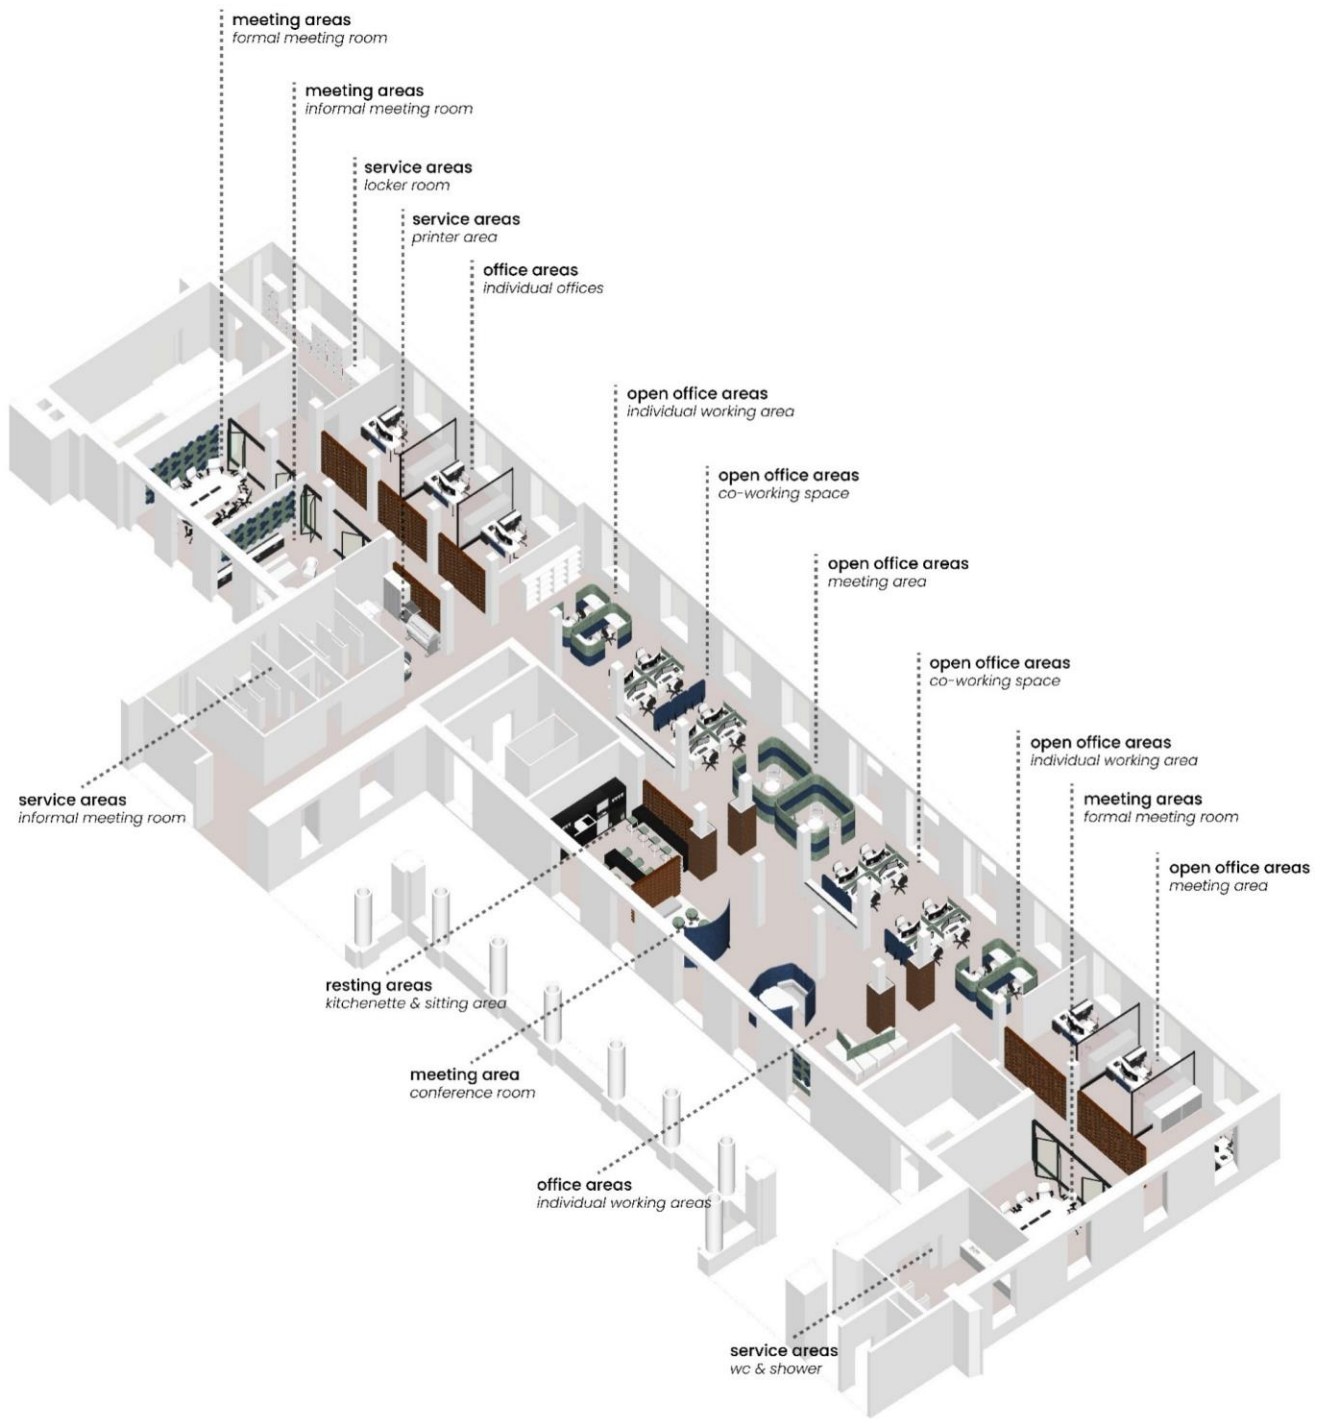 meeting areas
formal meeting room
meeting areas
informal meeting room
service areas
locker room
service areas
printer area
office areas
individual offices
open office areas
individual working area
open office areas
co-working space
open office areas
meeting area
open office areas
co-working space
open office areas
individual working area
meeting areas
formal meeting room
open office areas
meeting area
service areas
informal meeting room
resting areas
kitchenette & sitting area
meeting area
conference room
office areas
individual working areas
service areas
wc & shower